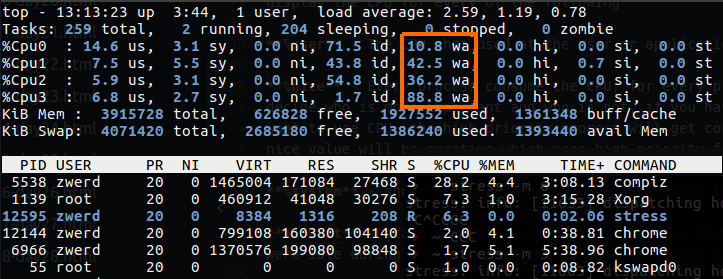 top - 13:13:23 up  3:44,  1 user,  load average: 2.59, 1.19, 0.78
Tasks: 259 total,   2 running, 204 sleeping,   0 stopped,   0 zombie
%Cpu0  : 14.6 us,  3.1 sy,  0.0 ni, 71.5 id, 10.8 wa,  0.0 hi,  0.0 si,  0.0 st
%Cpu1  :  7.5 us,  5.5 sy,  0.0 ni, 43.8 id, 42.5 wa,  0.0 hi,  0.7 si,  0.0 st
%Cpu2  :  5.9 us,  3.1 sy,  0.0 ni, 54.8 id, 36.2 wa,  0.0 hi,  0.0 si,  0.0 st
%Cpu3  :  6.8 us,  2.7 sy,  0.0 ni,  1.7 id, 88.8 wa,  0.0 hi,  0.0 si,  0.0 st
KiB Mem :  3915728 total,   626828 free,  1927552 used,  1361348 buff/cache
KiB Swap:  4071420 total,  2685180 free,  1386240 used.  1393440 avail Mem
PID USER      PR  NI    VIRT    RES    SHR S  %CPU %MEM     TIME+ COMMAND
5538 zwerd     20   0 1465004 171084  27468 S  28.2  4.4   3:08.13 compiz
1139 root      20   0  460912  41048  30276 S   7.3  1.0   3:15.28 Xorg
12595 zwerd     20   0    8384   1316    208 R   6.3  0.0   0:02.06 stress
12144 zwerd     20   0  799108 160380 104140 S   2.0  4.1   0:38.81 chrome
6966 zwerd     20   0 1370576 199080  98848 S   1.7  5.1   5:38.96 chrome
55 root      20   0       0      0      0 S   1.0  0.0   0:08.82 kswapd0